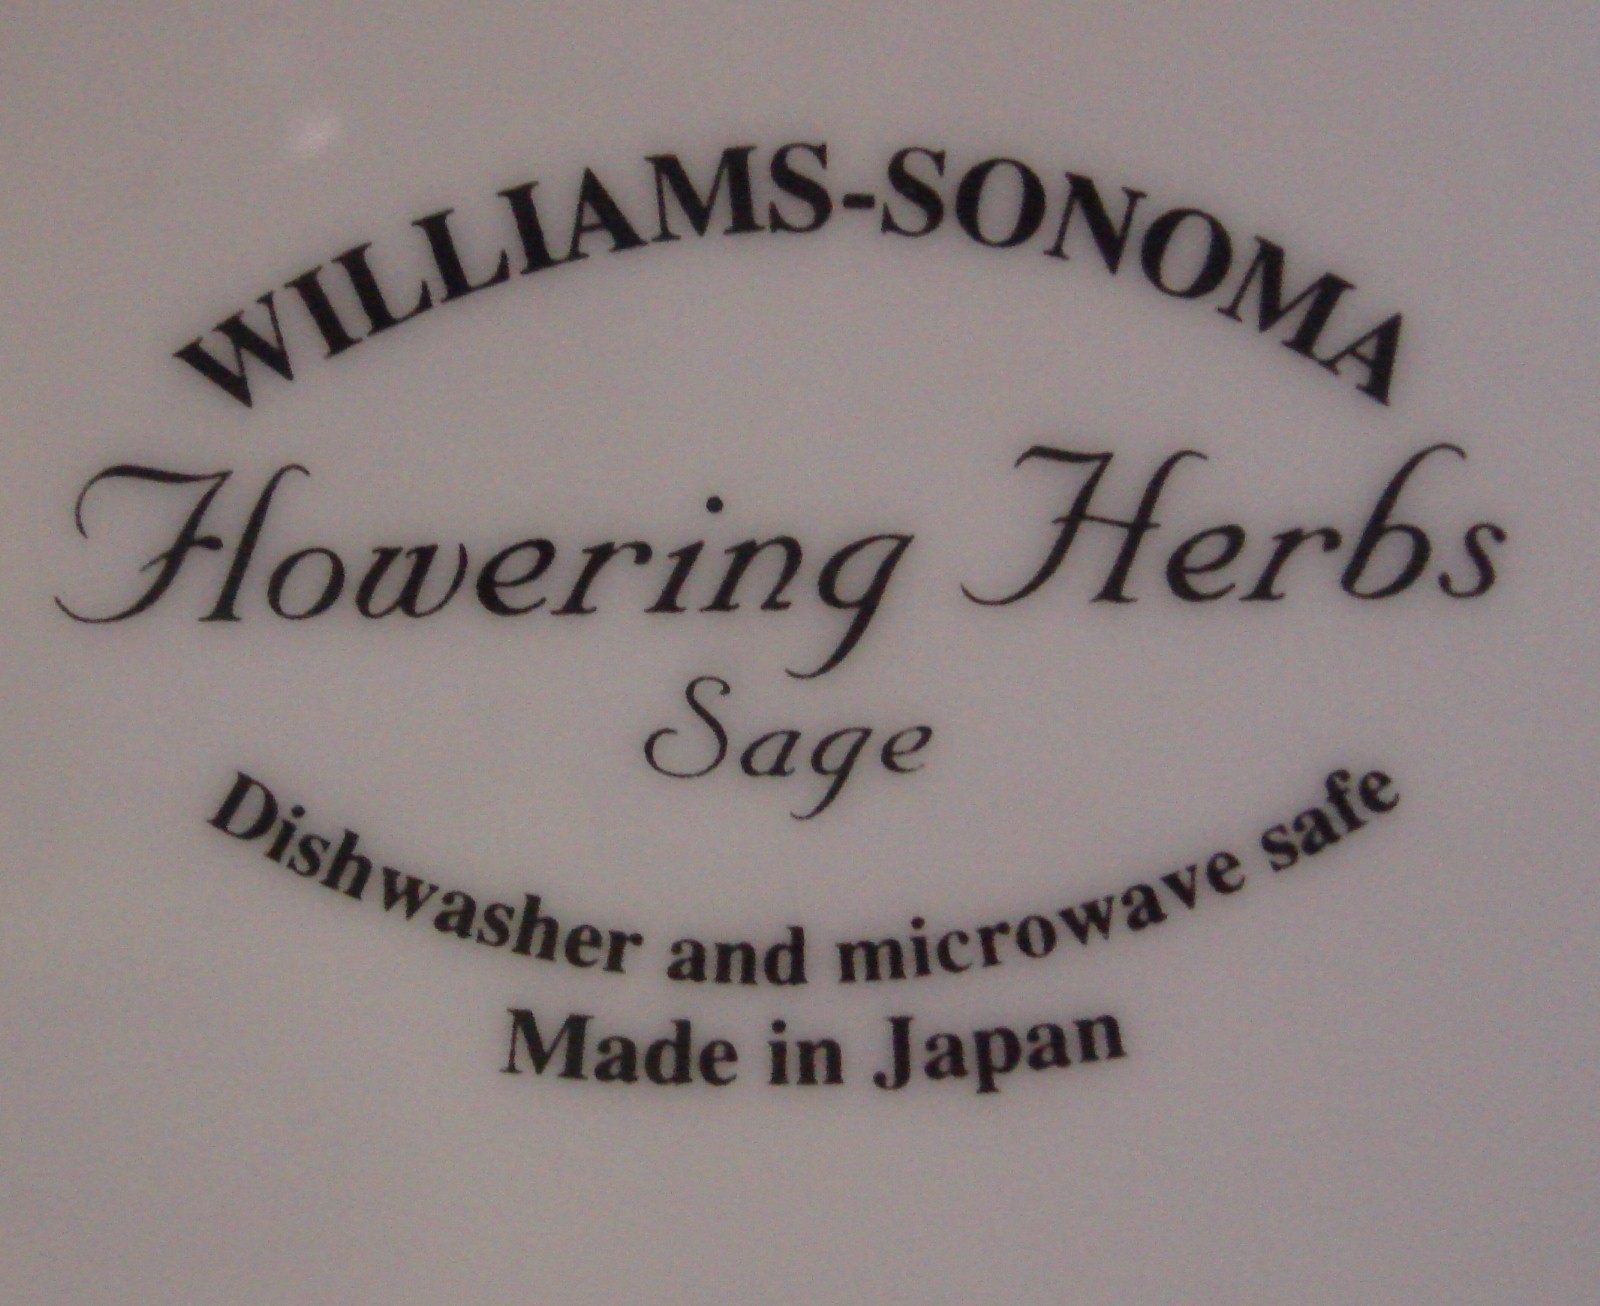 WILLIAMS-SONOMA
Flowering Herbs
Sage
Dishwasher and microwave safe
Made in Japan